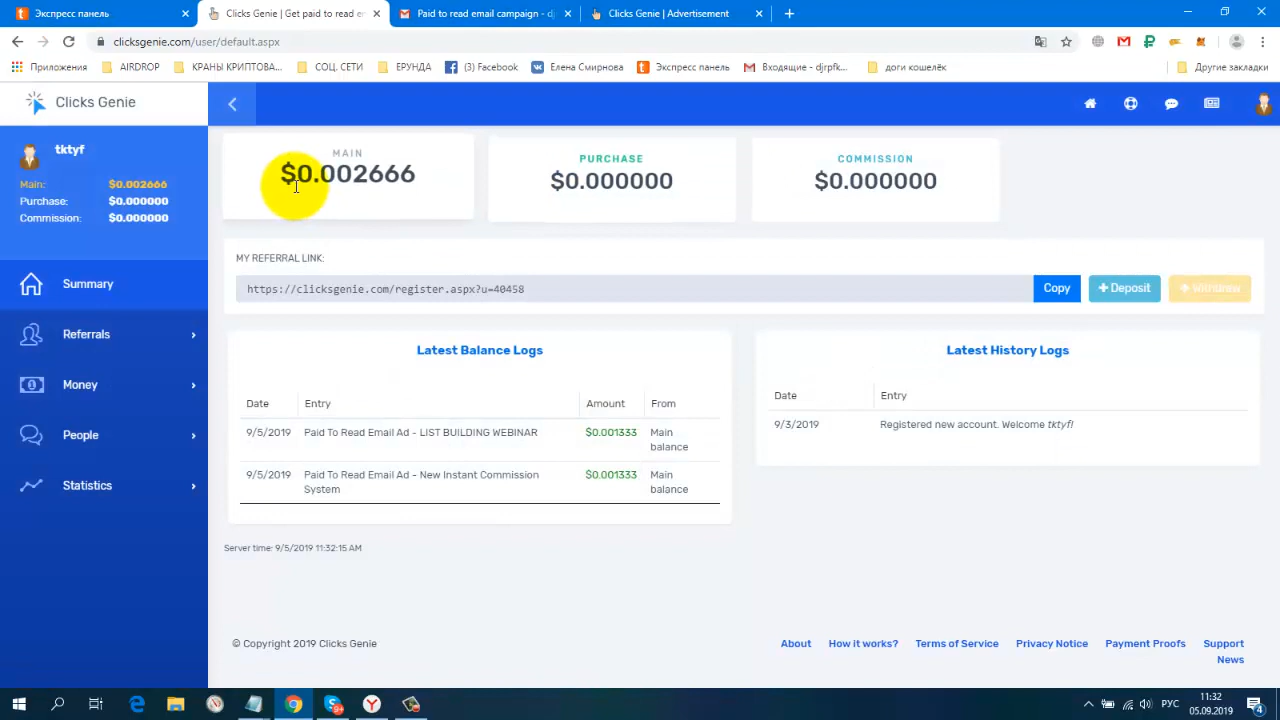 Экспресс панель
Clicks Genie | Get paid to read er
Paid to read email campaign - dj
Clicks Genie | Advertisement
clicksgenie.com/user/default.aspx
Приложения
AIRDROP
КРАНЫ КРИПТОВА...
СОЦ. СЕТИ
ЕРУНДА
(3) Facebook
Елена Смирнова
Экспресс панель
Входящие - djrpfk...
доги кошелёк
Другие закладки
Clicks Genie
tktyf
Main: $0.002666
Purchase: $0.000000
Commission: $0.000000
Summary
Referrals
Money
People
Statistics
MAIN
$0.002666
PURCHASE
$0.000000
COMMISSION
$0.000000
MY REFERRAL LINK:
https://clicksgenie.com/register.aspx?u=40458
Copy
Deposit
Withdraw
Latest Balance Logs
Date Entry Amount From
9/5/2019 Paid To Read Email Ad - LIST BUILDING WEBINAR $0.001333 Main
balance
9/5/2019 Paid To Read Email Ad - New Instant Commission $0.001333 Main
System balance
Latest History Logs
Date Entry
9/3/2019 Registered new account. Welcome tktyf!
Server time: 9/5/2019 11:32:15 AM
© Copyright 2019 Clicks Genie
About How it works? Terms of Service Privacy Notice Payment Proofs Support
News
РУС
11:32
05.09.2019
4